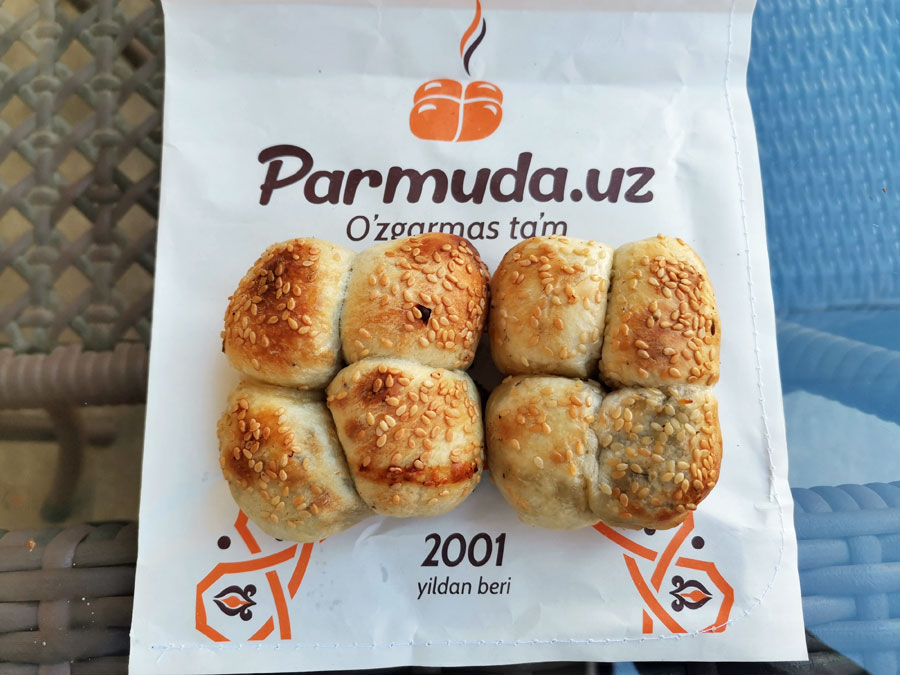 Parmuda.uz
O'zgarmas ta'm
2001
yildan beri